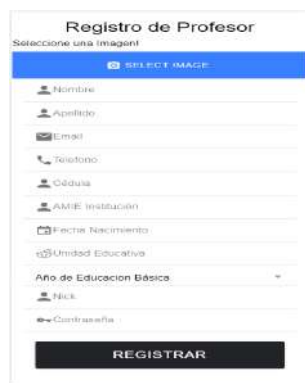 Registro de Profesor
Seleccione una Imagen!
SELECT IMAGE
Nombre
Apellido
Email
Telefono
Cédula
AMIE Institución
Fecha Nacimiento
Unidad Educativa
Año de Educacion Básica
Nick
Contraseña
REGISTRAR